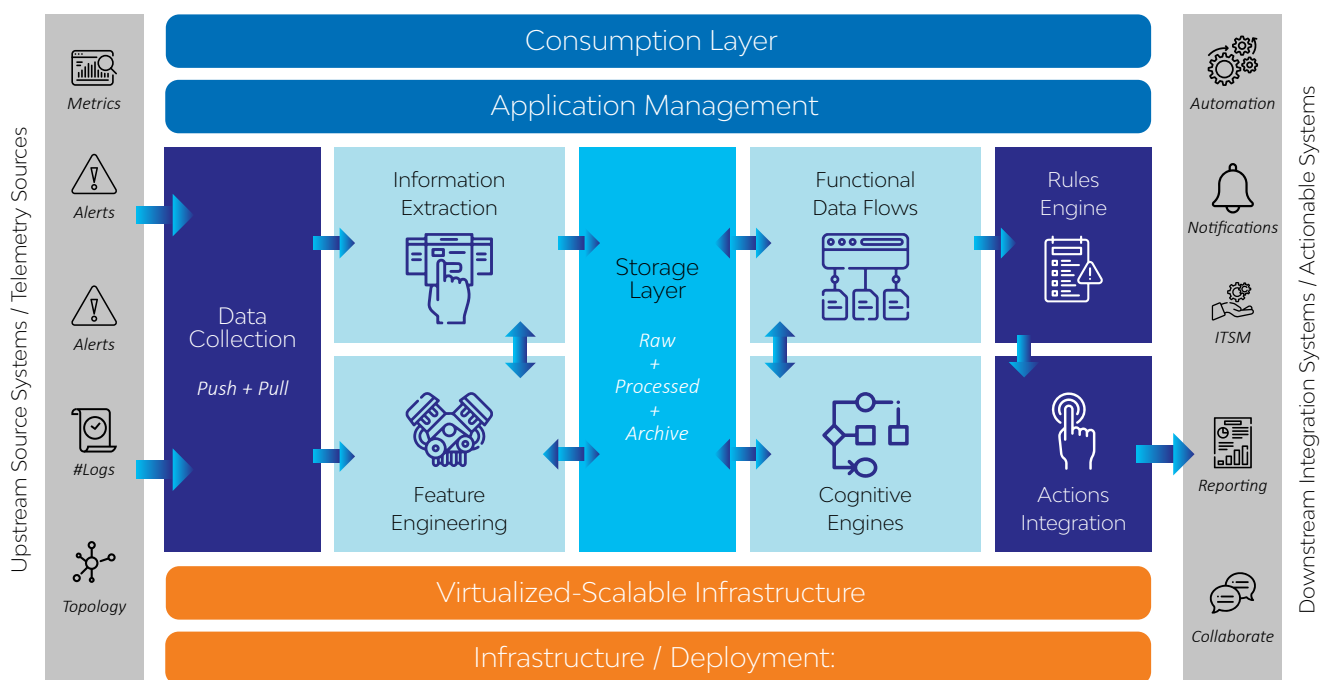 Upstream Source Systems / Telemetry Sources
Metrics
Alerts
Alerts
#Logs
Topology
Consumption Layer
Application Management
Data
Collection
Push + Pull
Information
Extraction
Feature
Engineering
Storage
Layer
Raw
+
Processed
+
Archive
Functional
Data Flows
Cognitive
Engines
Rules
Engine
Actions
Integration
Virtualized-Scalable Infrastructure
Infrastructure / Deployment:
Automation
Notifications
ITSM
Reporting
Collaborate
Downstream Integration Systems / Actionable Systems